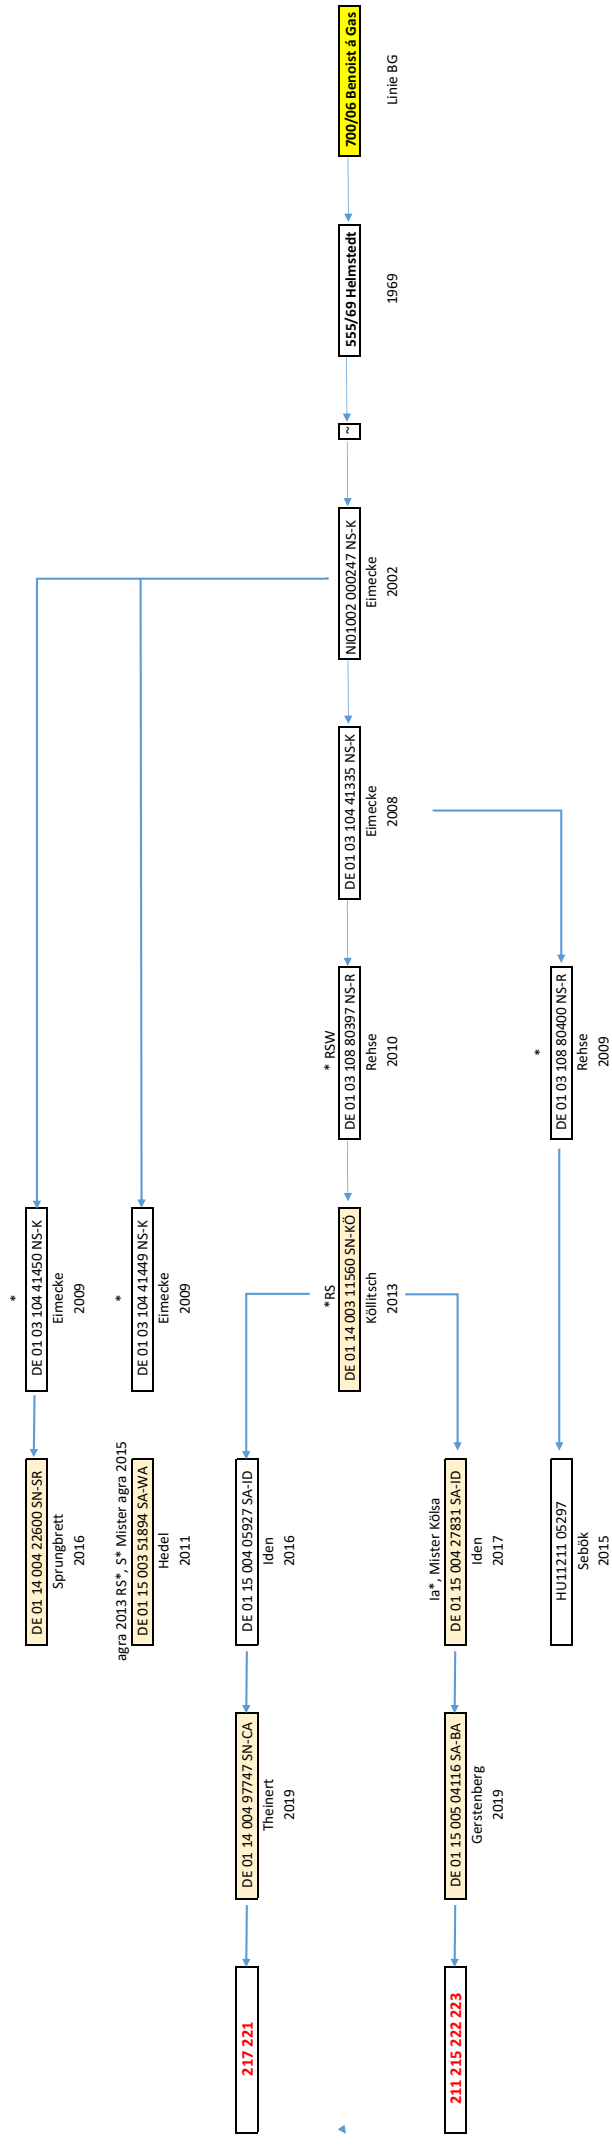 700/06 Benoist á Gas
Linie BG
555/69 Helmstedt
1969
~
NI01002 000247 NS-K
Eimecke
2002
DE 01 03 104 41335 NS-K
Eimecke
2008
* RSW
DE 01 03 108 80397 NS-R
Rehse
2010
*
DE 01 03 108 80400 NS-R
Rehse
2009
*
DE 01 03 104 41450 NS-K
Eimecke
2009
*
DE 01 03 104 41449 NS-K
Eimecke
2009
*RS
DE 01 14 003 11560 SN-KÖ
Köllitsch
2013
DE 01 14 004 22600 SN-SR
Sprungbrett
2016
agra 2013 RS*, S* Mister agra 2015
DE 01 15 003 51894 SA-WA
Hedel
2011
DE 01 15 004 05927 SA-ID
Iden
2016
Ia*, Mister Kölsa
DE 01 15 004 27831 SA-ID
Iden
2017
HU11211 05297
Sebök
2015
DE 01 14 004 97747 SN-CA
Theinert
2019
DE 01 15 005 04116 SA-BA
Gerstenberg
2019
217 221
211 215 222 223